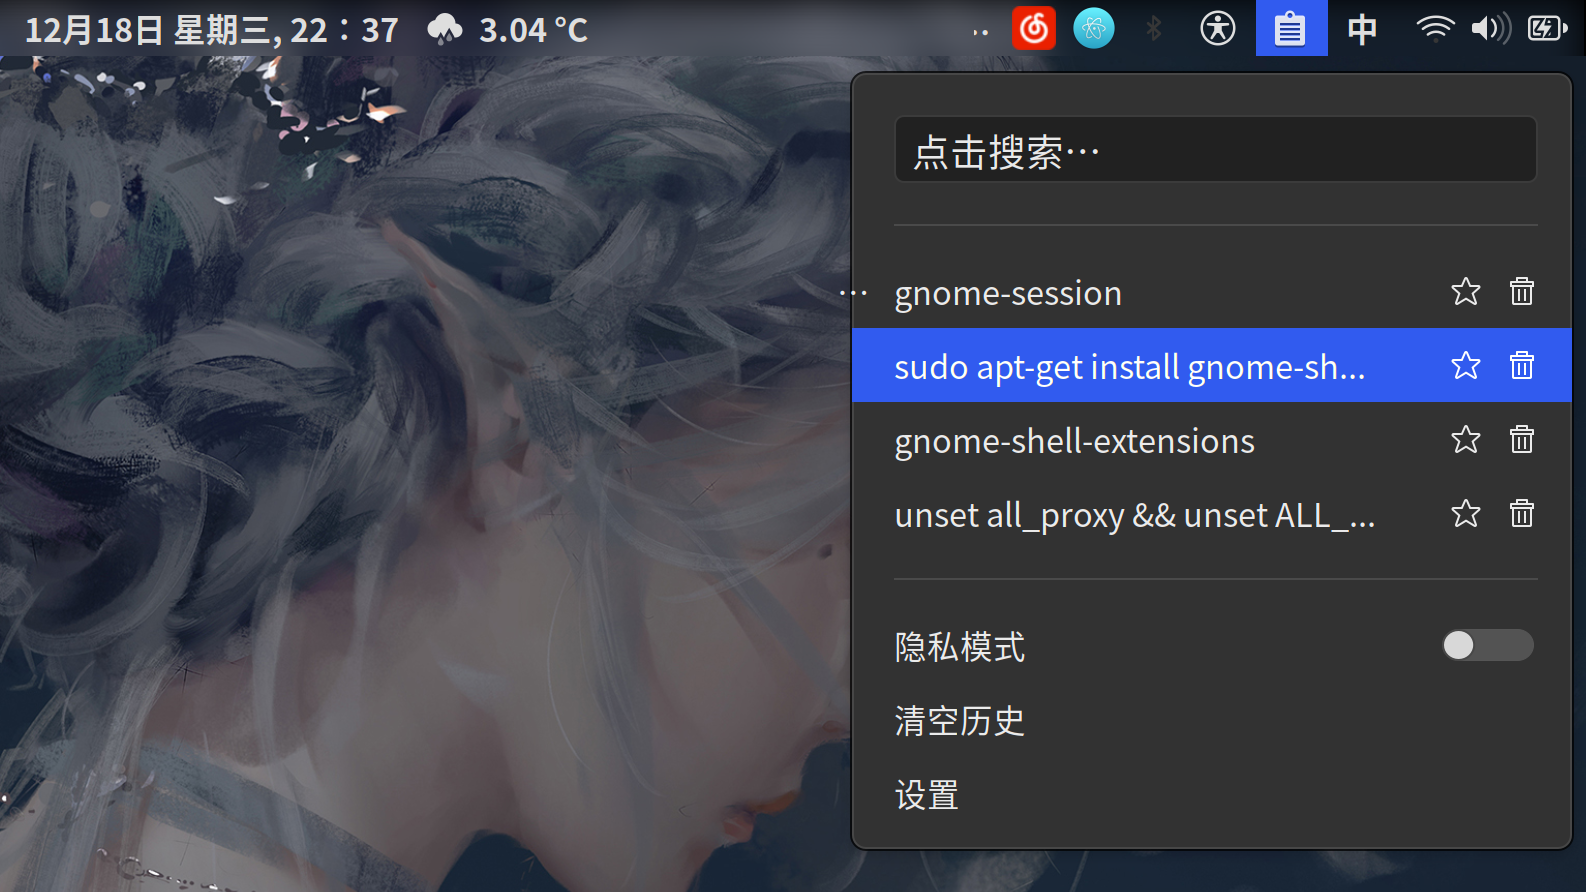 12月18日 星期三, 22：37 3.04 °C 中
点击搜索…
gnome-session
sudo apt-get install gnome-sh...
gnome-shell-extensions
unset all_proxy && unset ALL_...
隐私模式
清空历史
设置